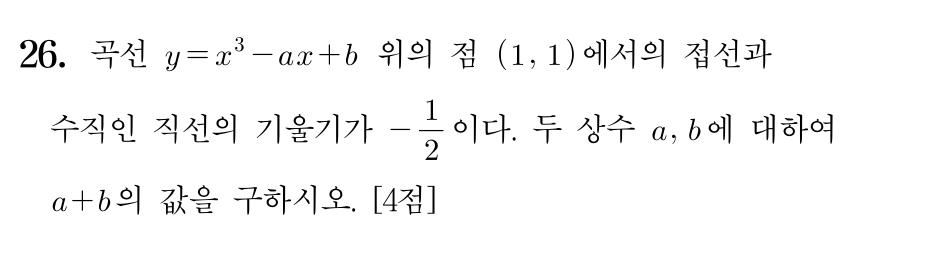 26. 곡선 y=x³-ax+b 위의 점 (1, 1)에서의 접선과
수직인 직선의 기울기가 -1/2이다. 두 상수 a, b에 대하여
a+b의 값을 구하시오. [4점]